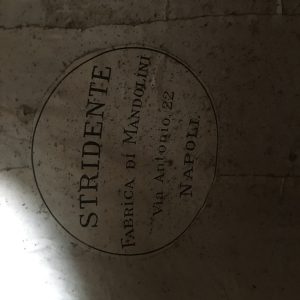 STRIDENTE
FABRICA DI MANDOLINI
Via Antonio, 22
NAPOLI